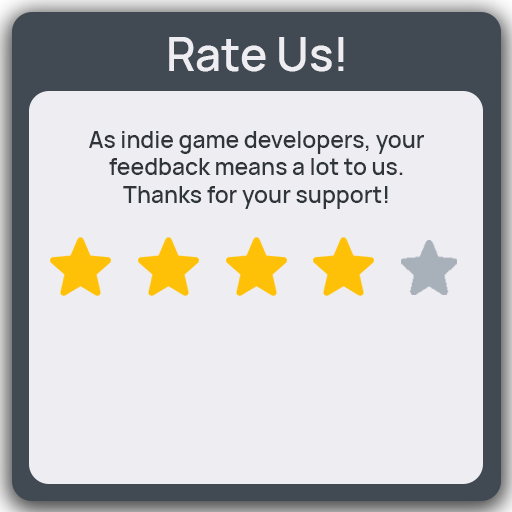 Rate Us!
As indie game developers, your
feedback means a lot to us.
Thanks for your support!